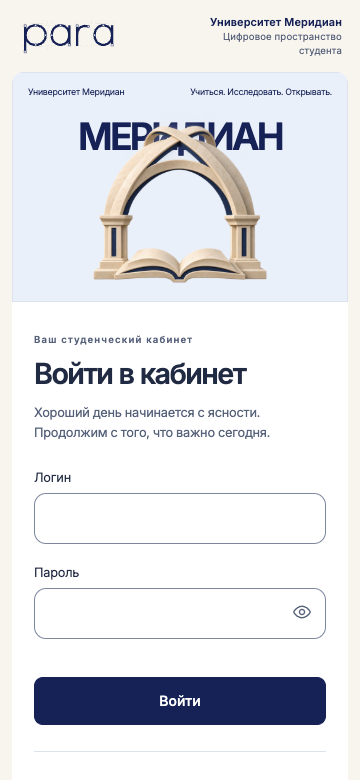 para
Университет Меридиан
Цифровое пространство
студента
Университет Меридиан
Учиться. Исследовать. Открывать.
МЕРИДИАН
Ваш студенческий кабинет
Войти в кабинет
Хороший день начинается с ясности.
Продолжим с того, что важно сегодня.
Логин
Пароль
Войти